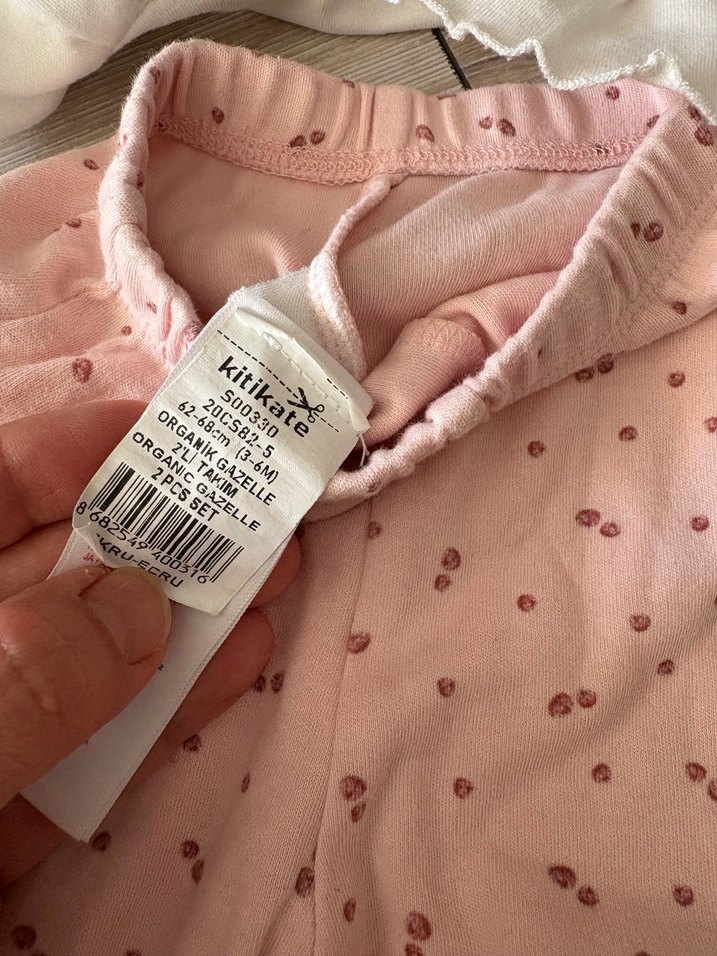 kitikate
S00330
20CS82-5
62-68cm (3-6M)
ORGANİK GAZELLE
2'Lİ TAKIM
ORGANIC GAZELLE
2 PCS SET
8 682549 400316
EKRU-ECRU